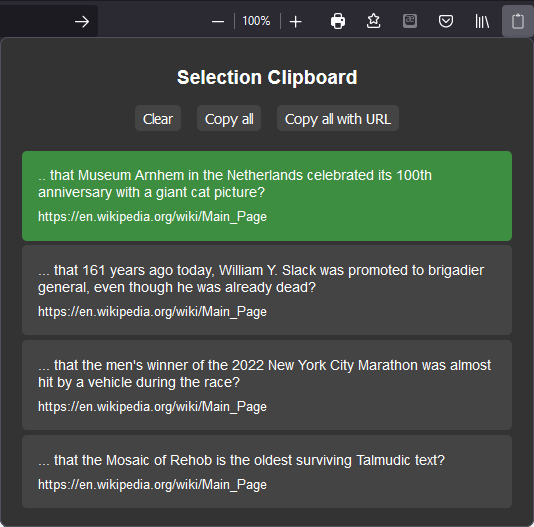 100%
Selection Clipboard
Clear
Copy all
Copy all with URL
.. that Museum Arnhem in the Netherlands celebrated its 100th
anniversary with a giant cat picture?
https://en.wikipedia.org/wiki/Main_Page
... that 161 years ago today, William Y. Slack was promoted to brigadier
general, even though he was already dead?
https://en.wikipedia.org/wiki/Main_Page
... that the men's winner of the 2022 New York City Marathon was almost
hit by a vehicle during the race?
https://en.wikipedia.org/wiki/Main_Page
... that the Mosaic of Rehob is the oldest surviving Talmudic text?
https://en.wikipedia.org/wiki/Main_Page